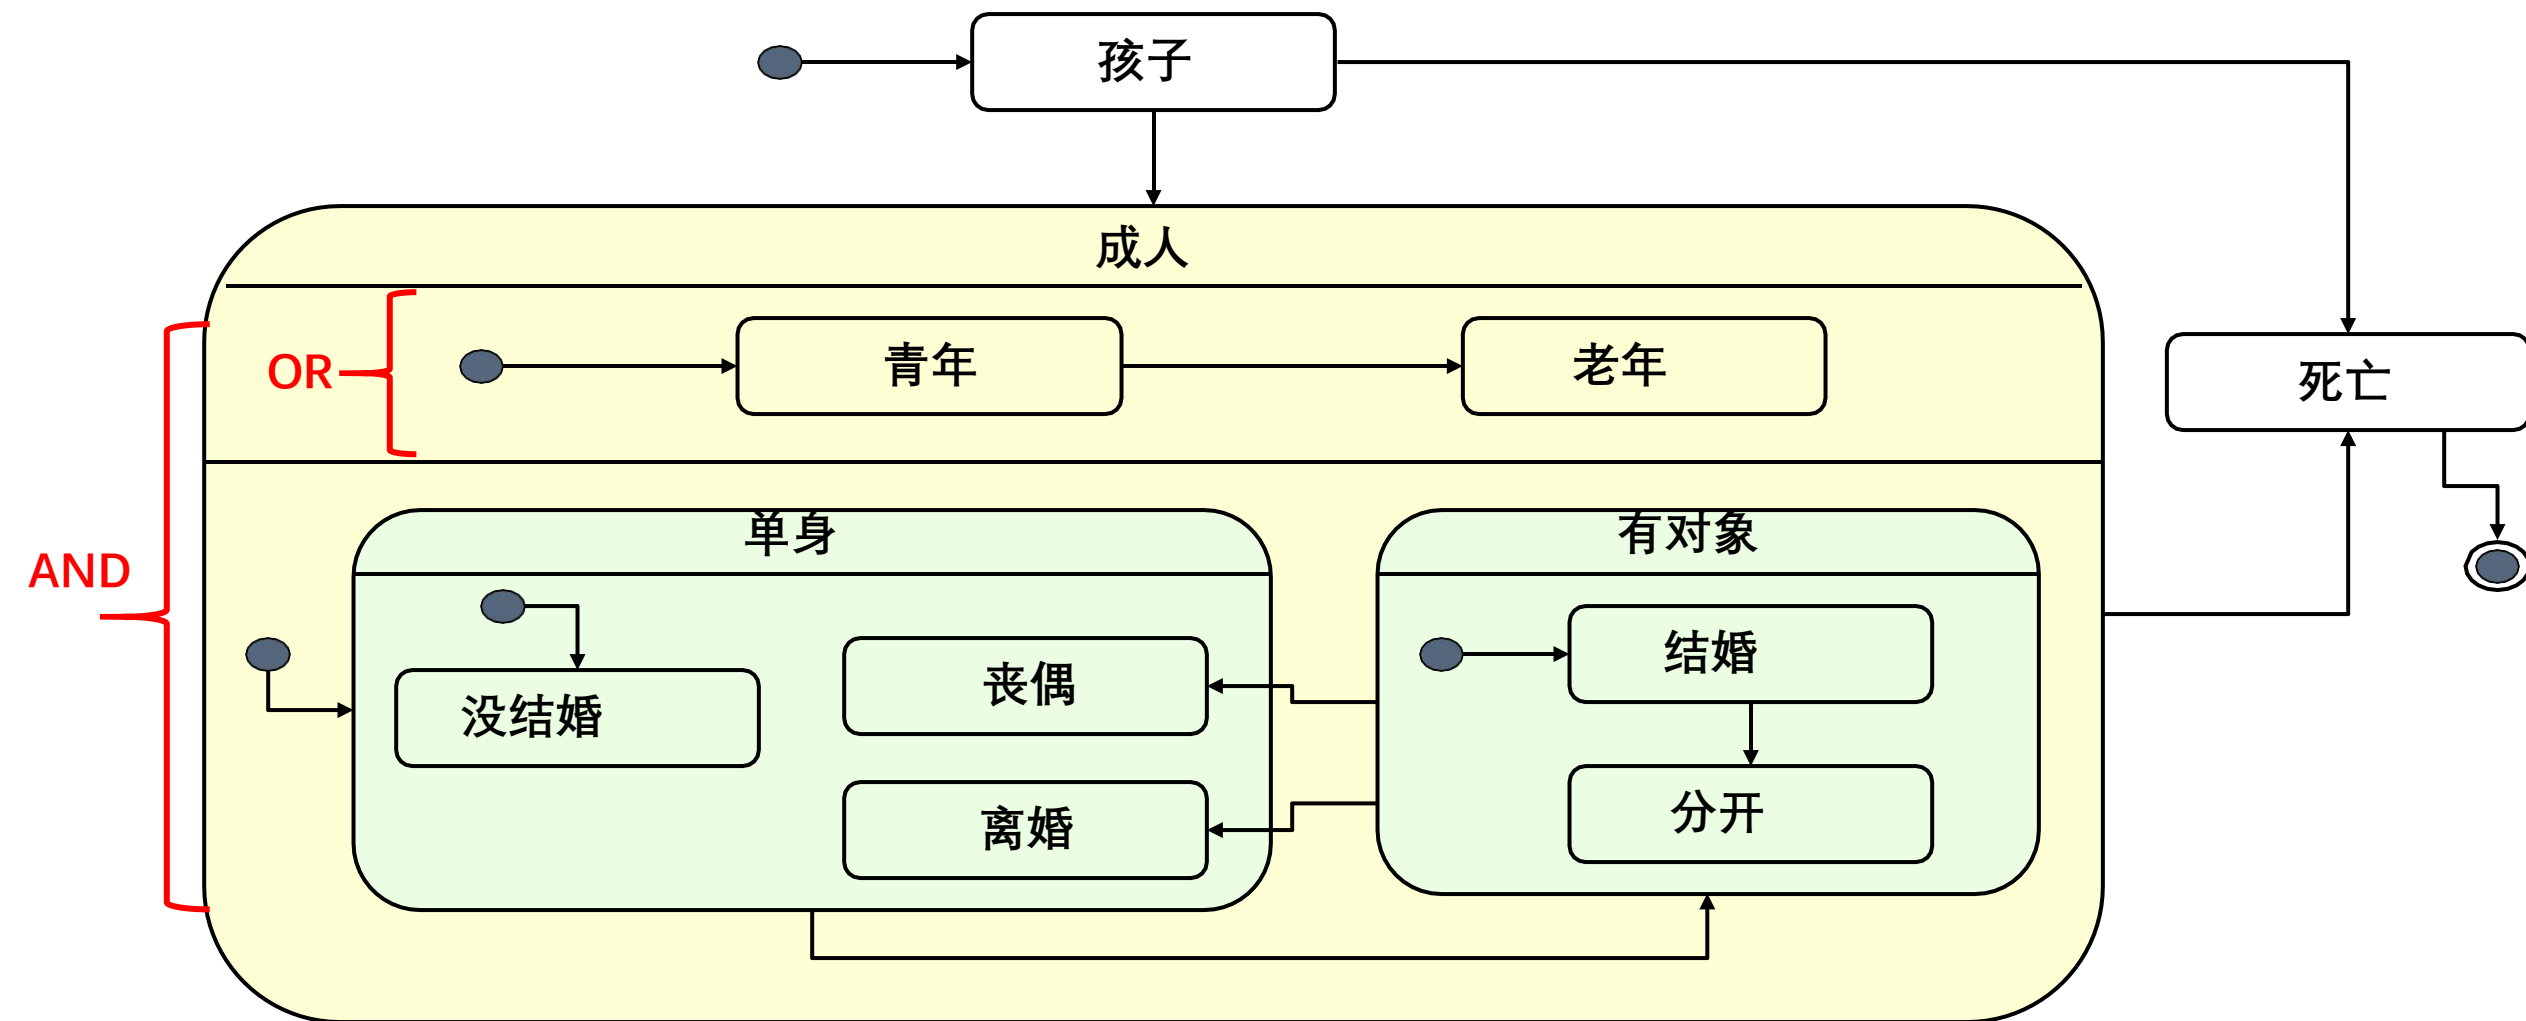 孩子
成人
OR
青年
老年
死亡
AND
单身
有对象
没结婚
丧偶
离婚
结婚
分开